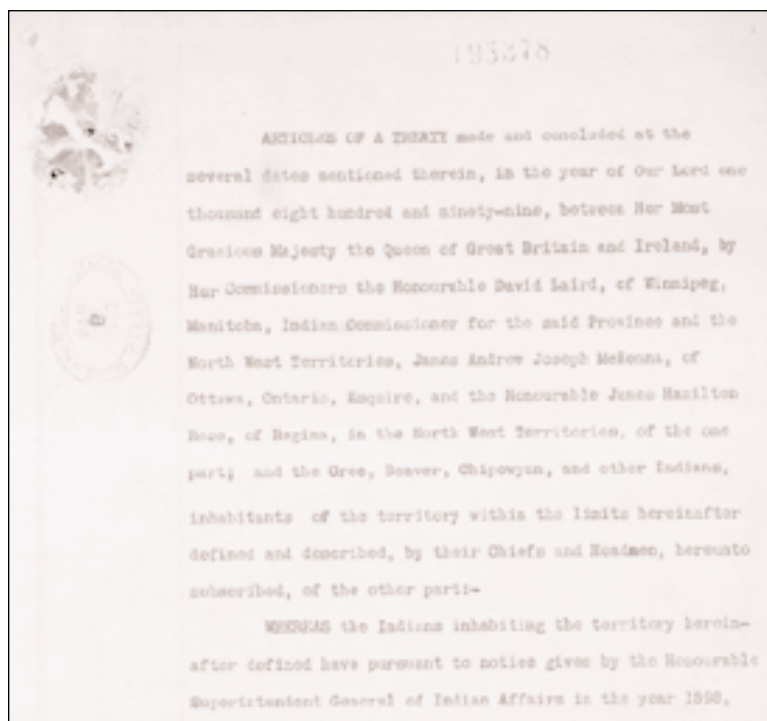 195378
ARTICLES OF A TREATY made and concluded at the
several dates mentioned therein, in the year of Our Lord one
thousand eight hundred and ninety-nine, between Her Most
Gracious Majesty the Queen of Great Britain and Ireland, by
Her Commissioners the Honourable David Laird, of Winnipeg,
Manitoba, Indian Commissioner for the said Province and the
North West Territories, James Andrew Joseph McKenna, of
Ottawa, Ontario, Esquire, and the Honourable James Hamilton
Ross, of Regina, in the North West Territories, of the one
part; and the Cree, Beaver, Chipewyan, and other Indians,
inhabitants of the territory within the limits hereinafter
defined and described, by their Chiefs and Headmen, hereunto
subscribed, of the other part:-
WHEREAS the Indians inhabiting the territory herein-
after defined have pursuant to notice given by the Honourable
Superintendent General of Indian Affairs in the year 1898,